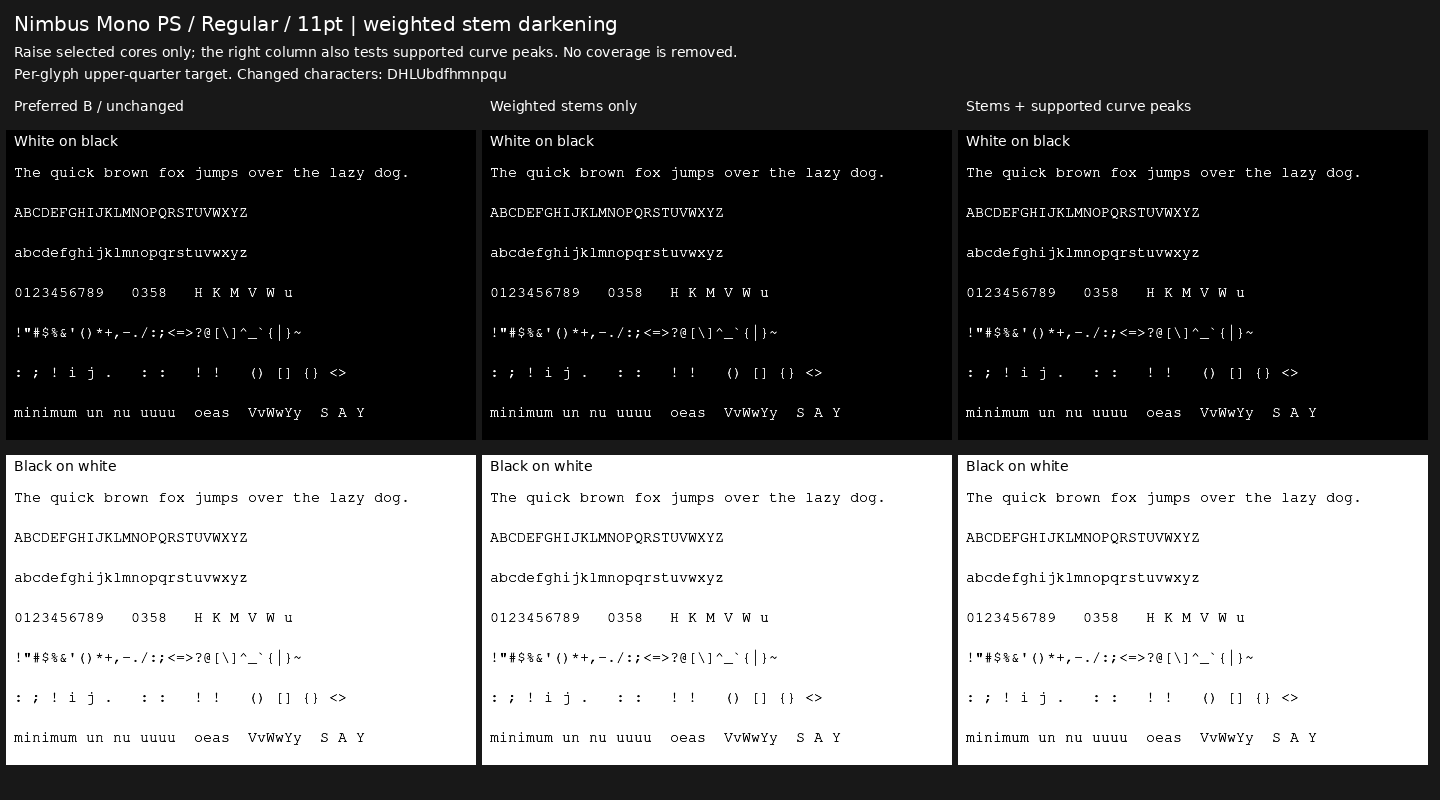 Nimbus Mono PS / Regular / 11pt | weighted stem darkening
Raise selected cores only; the right column also tests supported curve peaks. No coverage is removed.
Per-glyph upper-quarter target. Changed characters: DHLUbdfhmnpqu
Preferred B / unchanged
White on black
The quick brown fox jumps over the lazy dog.
ABCDEFGHIJKLMNOPQRSTUVWXYZ
abcdefghijklmnopqrstuvwxyz
0123456789   0358   H K M V W u
!"#$%&'()*+,-./:;<=>?@[\]^_`{|}~
: ; ! i j .   : :   ! !   () [] {} <>
minimum un nu uuuu  oeas  VvWwYy  S A Y
Black on white
The quick brown fox jumps over the lazy dog.
ABCDEFGHIJKLMNOPQRSTUVWXYZ
abcdefghijklmnopqrstuvwxyz
0123456789   0358   H K M V W u
!"#$%&'()*+,-./:;<=>?@[\]^_`{|}~
: ; ! i j .   : :   ! !   () [] {} <>
minimum un nu uuuu  oeas  VvWwYy  S A Y
Weighted stems only
White on black
The quick brown fox jumps over the lazy dog.
ABCDEFGHIJKLMNOPQRSTUVWXYZ
abcdefghijklmnopqrstuvwxyz
0123456789   0358   H K M V W u
!"#$%&'()*+,-./:;<=>?@[\]^_`{|}~
: ; ! i j .   : :   ! !   () [] {} <>
minimum un nu uuuu  oeas  VvWwYy  S A Y
Black on white
The quick brown fox jumps over the lazy dog.
ABCDEFGHIJKLMNOPQRSTUVWXYZ
abcdefghijklmnopqrstuvwxyz
0123456789   0358   H K M V W u
!"#$%&'()*+,-./:;<=>?@[\]^_`{|}~
: ; ! i j .   : :   ! !   () [] {} <>
minimum un nu uuuu  oeas  VvWwYy  S A Y
Stems + supported curve peaks
White on black
The quick brown fox jumps over the lazy dog.
ABCDEFGHIJKLMNOPQRSTUVWXYZ
abcdefghijklmnopqrstuvwxyz
0123456789   0358   H K M V W u
!"#$%&'()*+,-./:;<=>?@[\]^_`{|}~
: ; ! i j .   : :   ! !   () [] {} <>
minimum un nu uuuu  oeas  VvWwYy  S A Y
Black on white
The quick brown fox jumps over the lazy dog.
ABCDEFGHIJKLMNOPQRSTUVWXYZ
abcdefghijklmnopqrstuvwxyz
0123456789   0358   H K M V W u
!"#$%&'()*+,-./:;<=>?@[\]^_`{|}~
: ; ! i j .   : :   ! !   () [] {} <>
minimum un nu uuuu  oeas  VvWwYy  S A Y